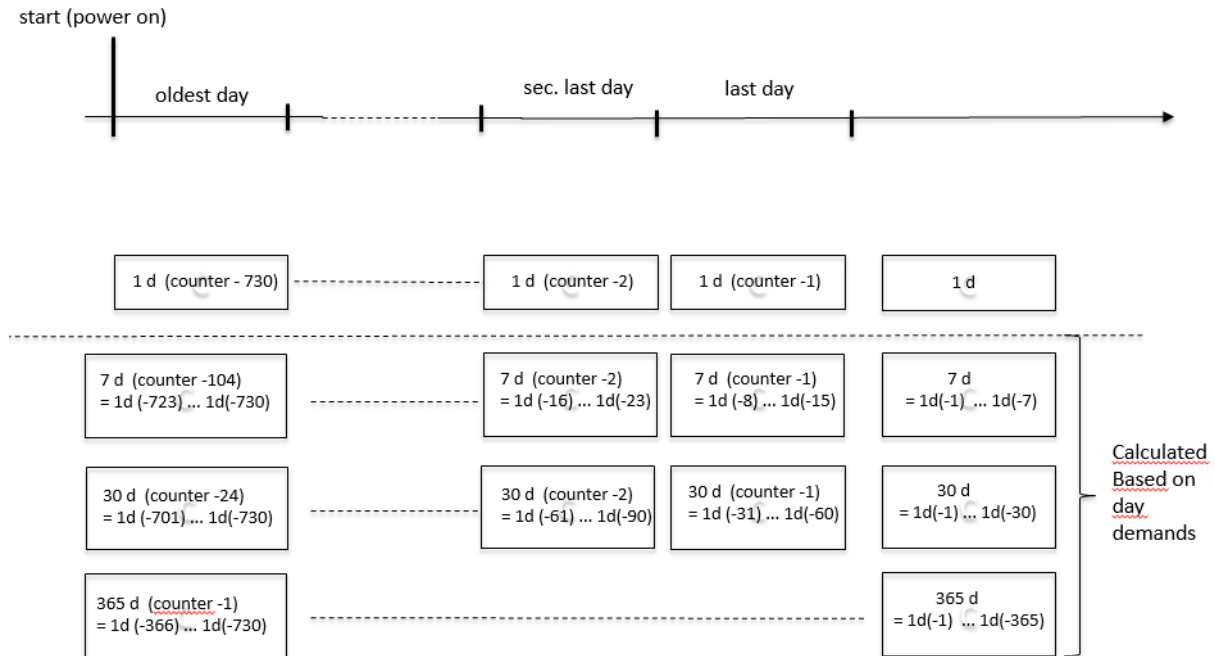 start (power on)
oldest day
sec. last day
last day
1 d (counter - 730)
1 d (counter -2)
1 d (counter -1)
1 d
7 d (counter -104)
= 1d (-723) ... 1d(-730)
7 d (counter -2)
= 1d (-16) ... 1d(-23)
7 d (counter -1)
= 1d (-8) ... 1d(-15)
7 d
= 1d(-1) ... 1d(-7)
30 d (counter -24)
= 1d (-701) ... 1d(-730)
30 d (counter -2)
= 1d (-61) ... 1d(-90)
30 d (counter -1)
= 1d (-31) ... 1d(-60)
30 d
= 1d(-1) ... 1d(-30)
365 d (counter -1)
= 1d (-366) ... 1d(-730)
365 d
= 1d(-1) ... 1d(-365)
Calculated
Based on
day
demands